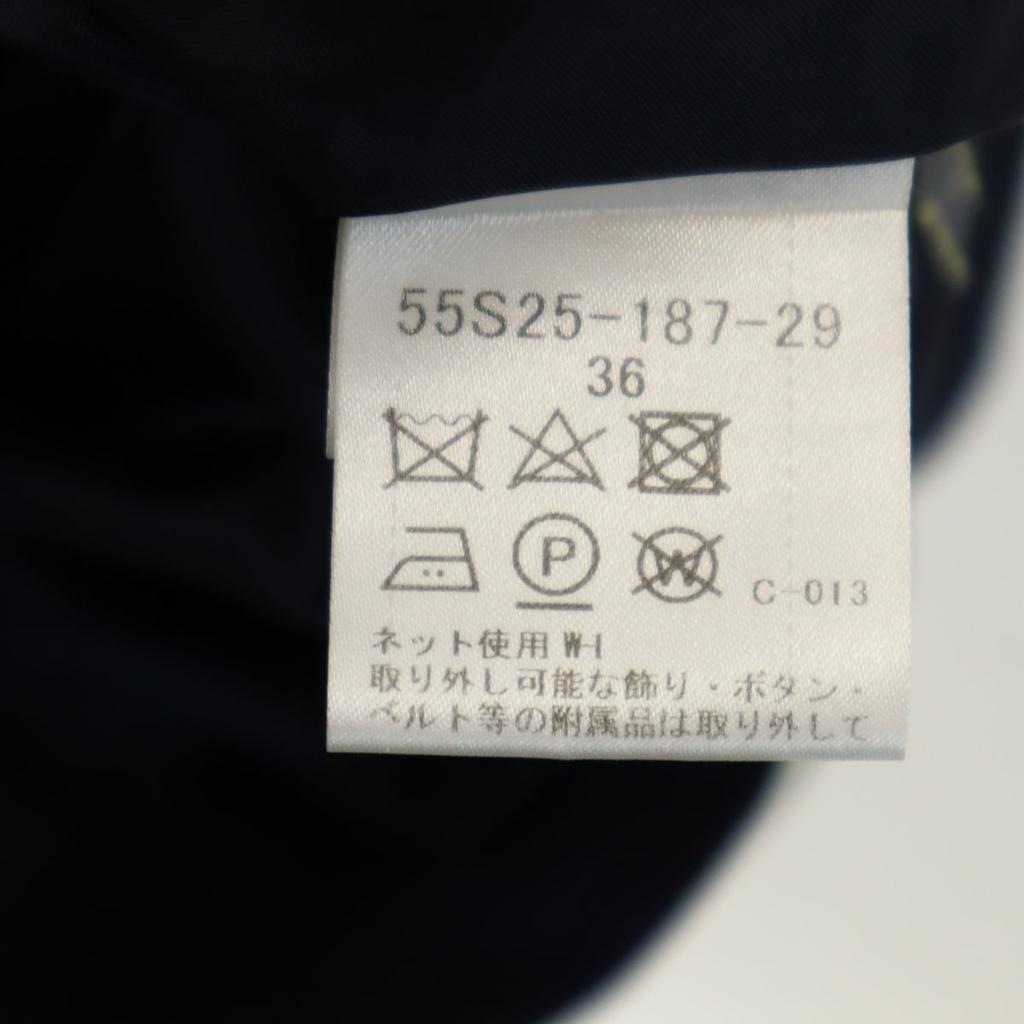 55S25-187-29
36
P
W
C-013
ネット使用 W-I
取り外し可能な飾り・ボタン・
ベルト等の附属品は取り外して